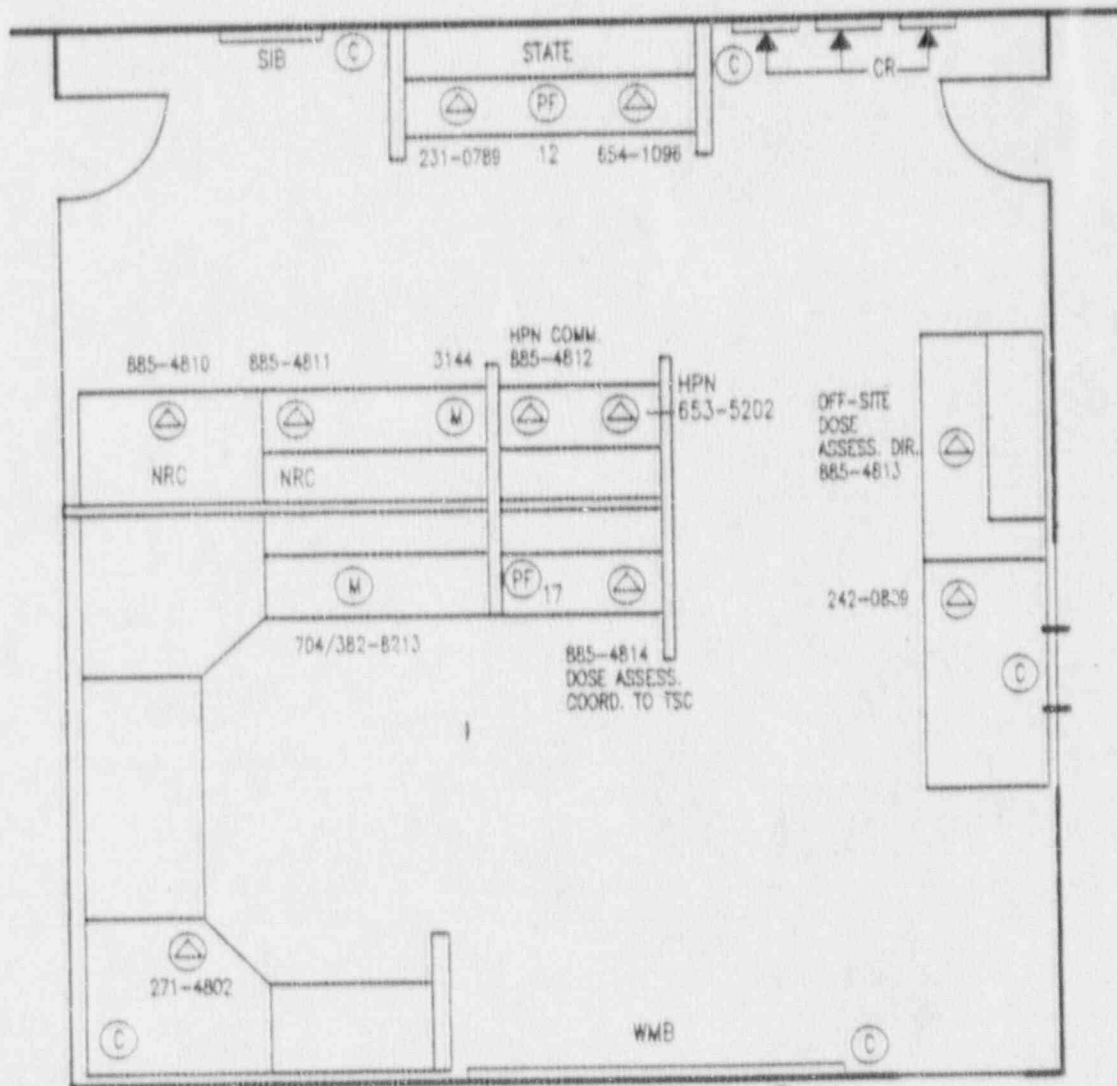 SIB
C
STATE
C
CR
PF
231-0789
12
654-1096
HPN COMM.
885-4810
885-4811
3144
885-4812
M
HPN
653-5202
NRC
NRC
OFF-SITE
DOSE
ASSESS. DIR.
885-4813
M
PF
17
242-0839
704/382-8213
885-4814
DOSE ASSESS.
COORD. TO TSC
C
271-4802
C
WMB
C